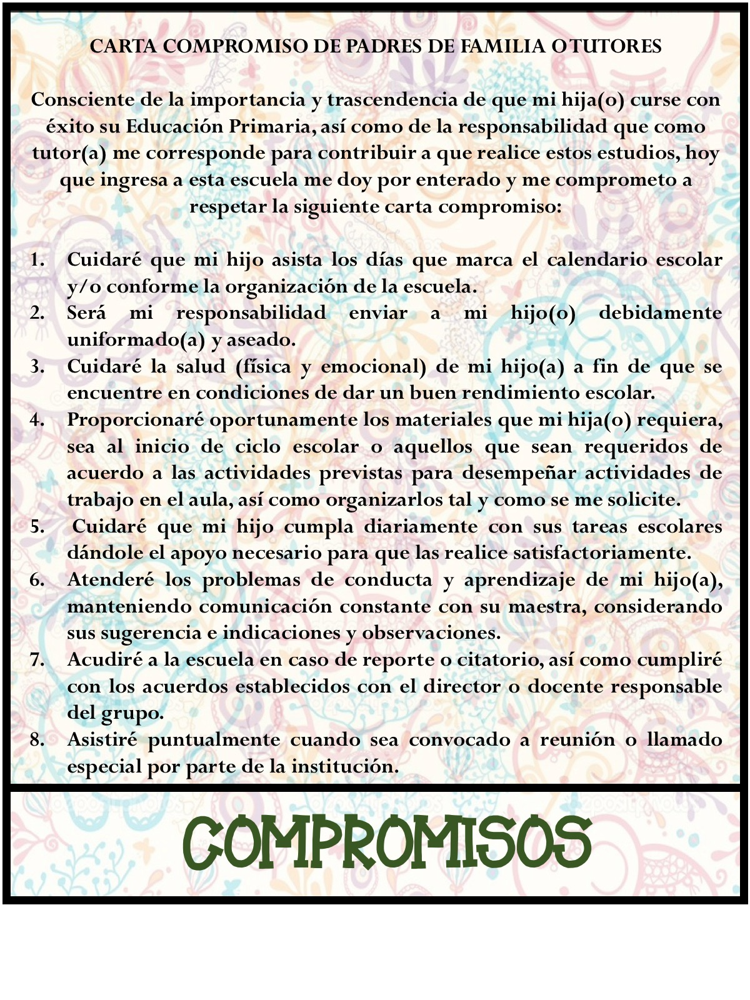 CARTA COMPROMISO DE PADRES DE FAMILIA O TUTORES
Consciente de la importancia y trascendencia de que mi hija(o) curse con
éxito su Educación Primaria, así como de la responsabilidad que como
tutor(a) me corresponde para contribuir a que realice estos estudios, hoy
que ingresa a esta escuela me doy por enterado y me comprometo a
respetar la siguiente carta compromiso:
1. Cuidaré que mi hijo asista los días que marca el calendario escolar
y/o conforme la organización de la escuela.
2. Será mi responsabilidad enviar a mi hijo(o) debidamente
uniformado(a) y aseado.
3. Cuidaré la salud (física y emocional) de mi hijo(a) a fin de que se
encuentre en condiciones de dar un buen rendimiento escolar.
4. Proporcionaré oportunamente los materiales que mi hija(o) requiera,
sea al inicio de ciclo escolar o aquellos que sean requeridos de
acuerdo a las actividades previstas para desempeñar actividades de
trabajo en el aula, así como organizarlos tal y como se me solicite.
5. Cuidaré que mi hijo cumpla diariamente con sus tareas escolares
dándole el apoyo necesario para que las realice satisfactoriamente.
6. Atenderé los problemas de conducta y aprendizaje de mi hijo(a),
manteniendo comunicación constante con su maestra, considerando
sus sugerencia e indicaciones y observaciones.
7. Acudiré a la escuela en caso de reporte o citatorio, así como cumpliré
con los acuerdos establecidos con el director o docente responsable
del grupo.
8. Asistiré puntualmente cuando sea convocado a reunión o llamado
especial por parte de la institución.
COMPROMISOS